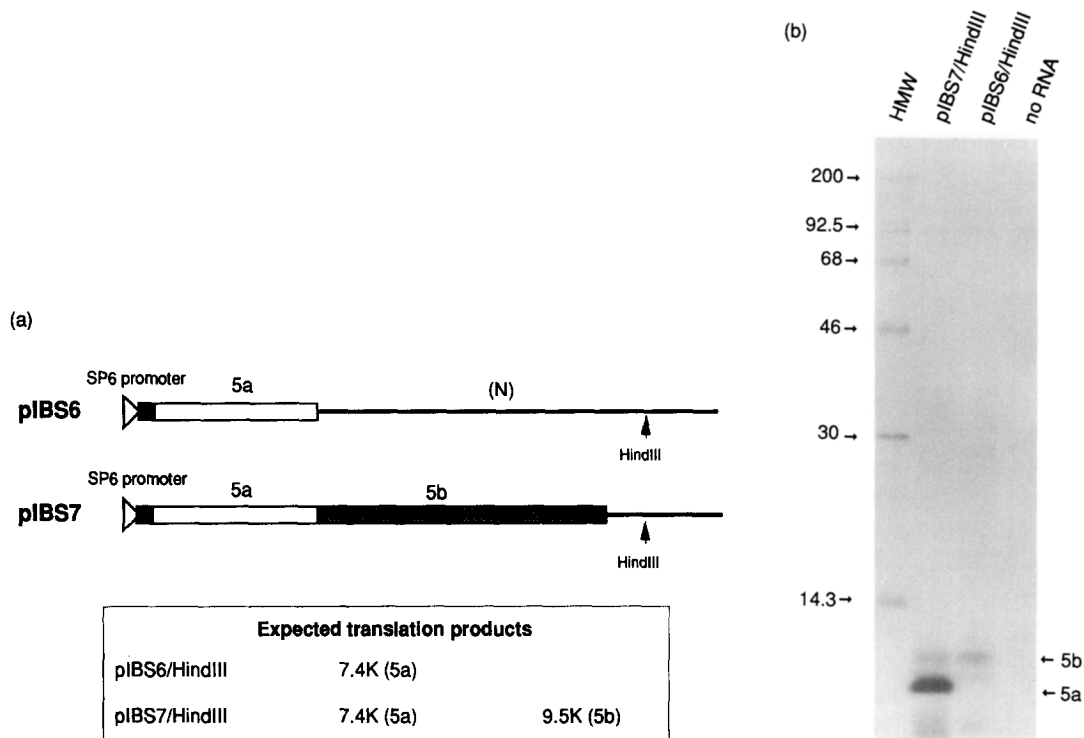 (a)
SP6 promoter
5a
(N)
pIBS6
HindIII
SP6 promoter
5a
5b
pIBS7
HindIII
Expected translation products
pIBS6/HindIII 7.4K (5a)
pIBS7/HindIII 7.4K (5a) 9.5K (5b)
(b)
HMW
pIBS7/HindIII
pIBS6/HindIII
no RNA
200→
92.5→
68→
46→
30→
14.3→
←5b
←5a